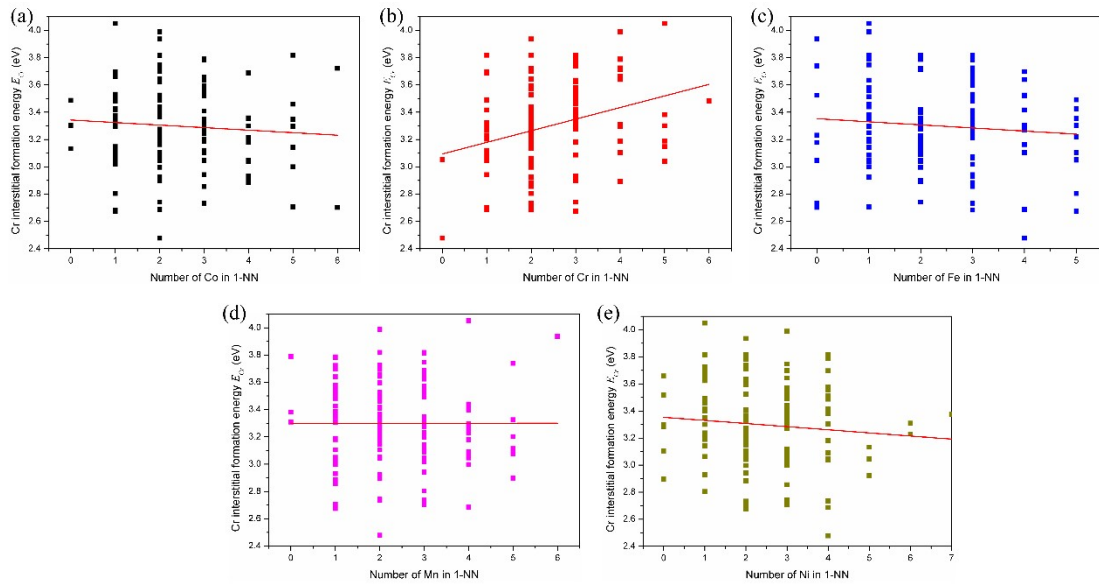 (a)
Cr interstitial formation energy E_Cr (eV)
4.0
3.8
3.6
3.4
3.2
3.0
2.8
2.6
2.4
0 1 2 3 4 5 6
Number of Co in 1-NN
(b)
Cr interstitial formation energy E_Cr (eV)
4.0
3.8
3.6
3.4
3.2
3.0
2.8
2.6
2.4
0 1 2 3 4 5 6
Number of Cr in 1-NN
(c)
Cr interstitial formation energy E_Cr (eV)
4.0
3.8
3.6
3.4
3.2
3.0
2.8
2.6
2.4
0 1 2 3 4 5
Number of Fe in 1-NN
(d)
Cr interstitial formation energy E_Cr (eV)
4.0
3.8
3.6
3.4
3.2
3.0
2.8
2.6
2.4
0 1 2 3 4 5 6
Number of Mn in 1-NN
(e)
Cr interstitial formation energy E_Cr (eV)
4.0
3.8
3.6
3.4
3.2
3.0
2.8
2.6
2.4
0 1 2 3 4 5 6 7
Number of Ni in 1-NN